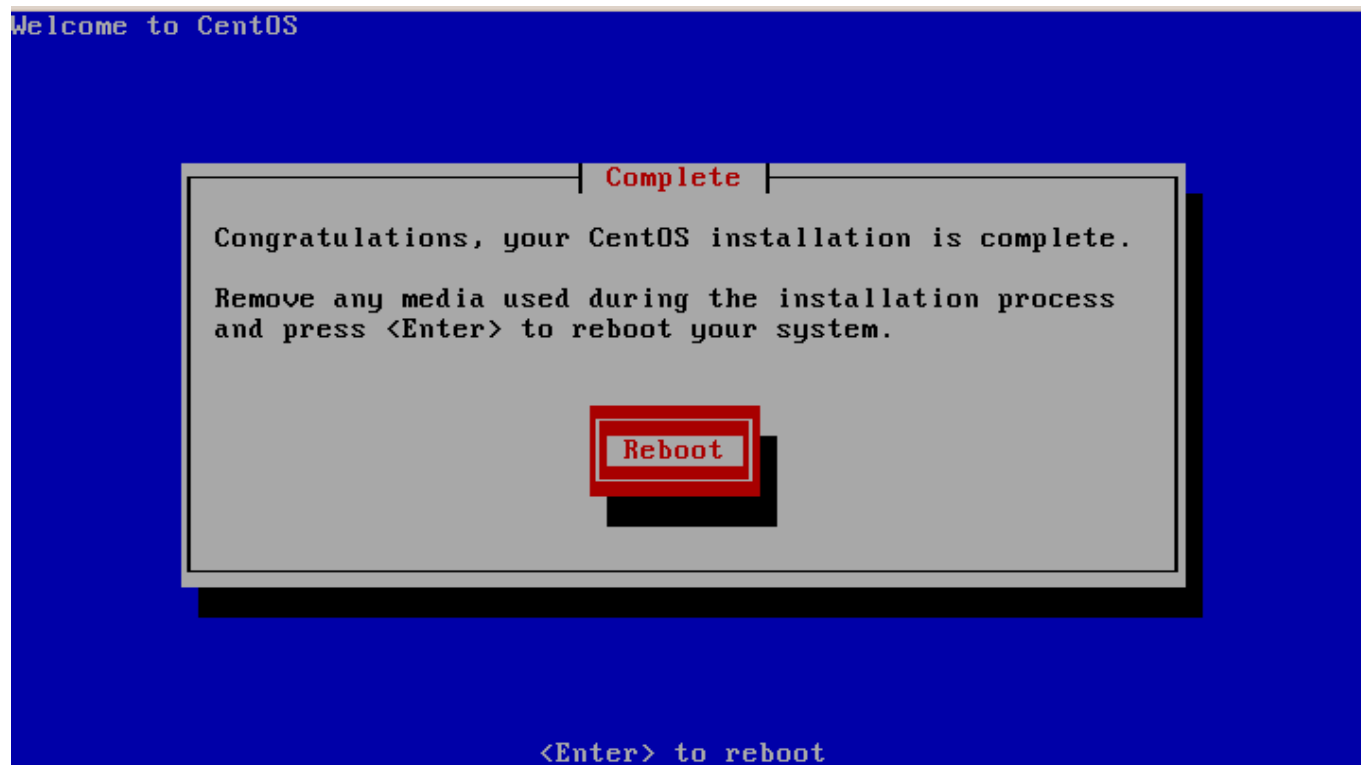 Welcome to CentOS
Complete
Congratulations, your CentOS installation is complete.
Remove any media used during the installation process
and press <Enter> to reboot your system.
Reboot
<Enter> to reboot